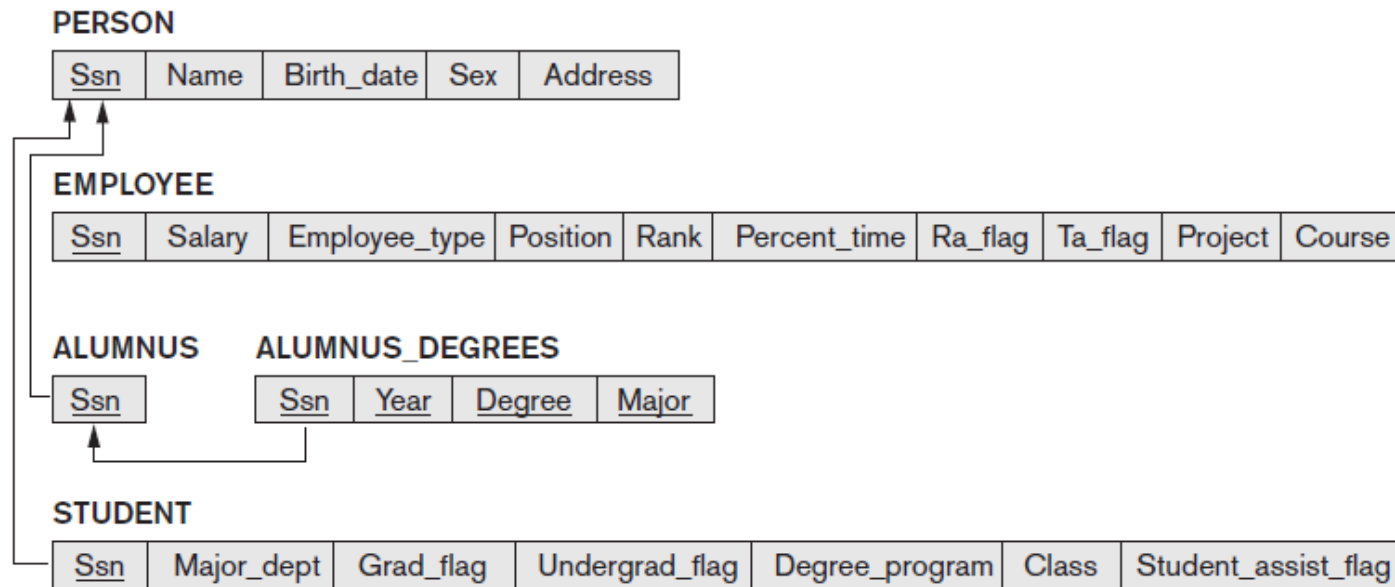 PERSON
Ssn Name Birth_date Sex Address
EMPLOYEE
Ssn Salary Employee_type Position Rank Percent_time Ra_flag Ta_flag Project Course
ALUMNUS ALUMNUS_DEGREES
Ssn Ssn Year Degree Major
STUDENT
Ssn Major_dept Grad_flag Undergrad_flag Degree_program Class Student_assist_flag